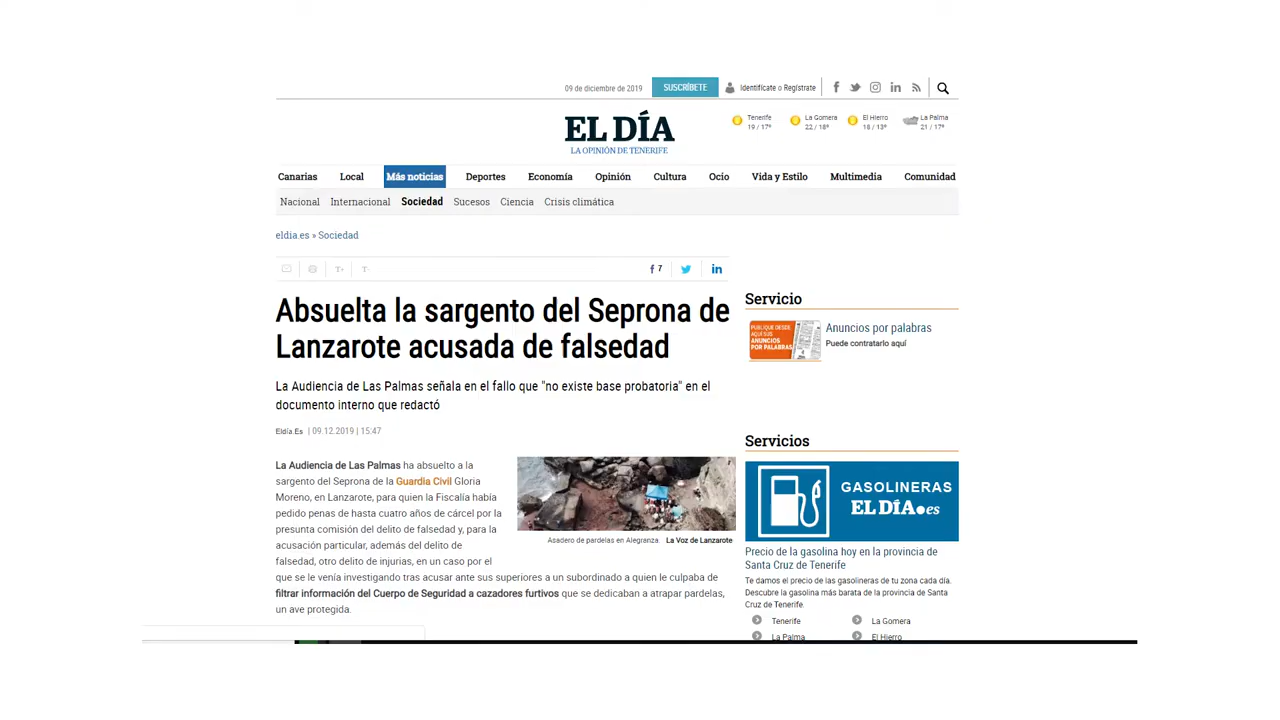 09 de diciembre de 2019 SUSCRÍBETE Identifícate o Regístrate
EL DÍA
LA OPINIÓN DE TENERIFE
Tenerife 19 / 17º
La Gomera 22 / 18º
El Hierro 18 / 13º
La Palma 21 / 17º
Canarias Local Más noticias Deportes Economía Opinión Cultura Ocio Vida y Estilo Multimedia Comunidad
Nacional Internacional Sociedad Sucesos Ciencia Crisis climática
eldia.es » Sociedad
T+ T- f 7 in
Absuelta la sargento del Seprona de
Lanzarote acusada de falsedad
La Audiencia de Las Palmas señala en el fallo que "no existe base probatoria" en el
documento interno que redactó
Eldía.Es | 09.12.2019 | 15:47
La Audiencia de Las Palmas ha absuelto a la
sargento del Seprona de la Guardia Civil Gloria
Moreno, en Lanzarote, para quien la Fiscalía había
pedido penas de hasta cuatro años de cárcel por la
presunta comisión del delito de falsedad y, para la
acusación particular, además del delito de
falsedad, otro delito de injurias, en un caso por el
que se le venía investigando tras acusar ante sus superiores a un subordinado a quien le culpaba de
filtrar información del Cuerpo de Seguridad a cazadores furtivos que se dedicaban a atrapar pardelas,
un ave protegida.
Asadero de pardelas en Alegranza. La Voz de Lanzarote
Servicio
PUBLIQUE DESDE
AQUÍ SUS
ANUNCIOS
POR PALABRAS
Anuncios por palabras
Puede contratarlo aquí
Servicios
GASOLINERAS
EL DÍA.es
Precio de la gasolina hoy en la provincia de
Santa Cruz de Tenerife
Te damos el precio de las gasolineras de tu zona cada día.
Descubre la gasolina más barata de la provincia de Santa
Cruz de Tenerife.
Tenerife La Gomera
La Palma El Hierro